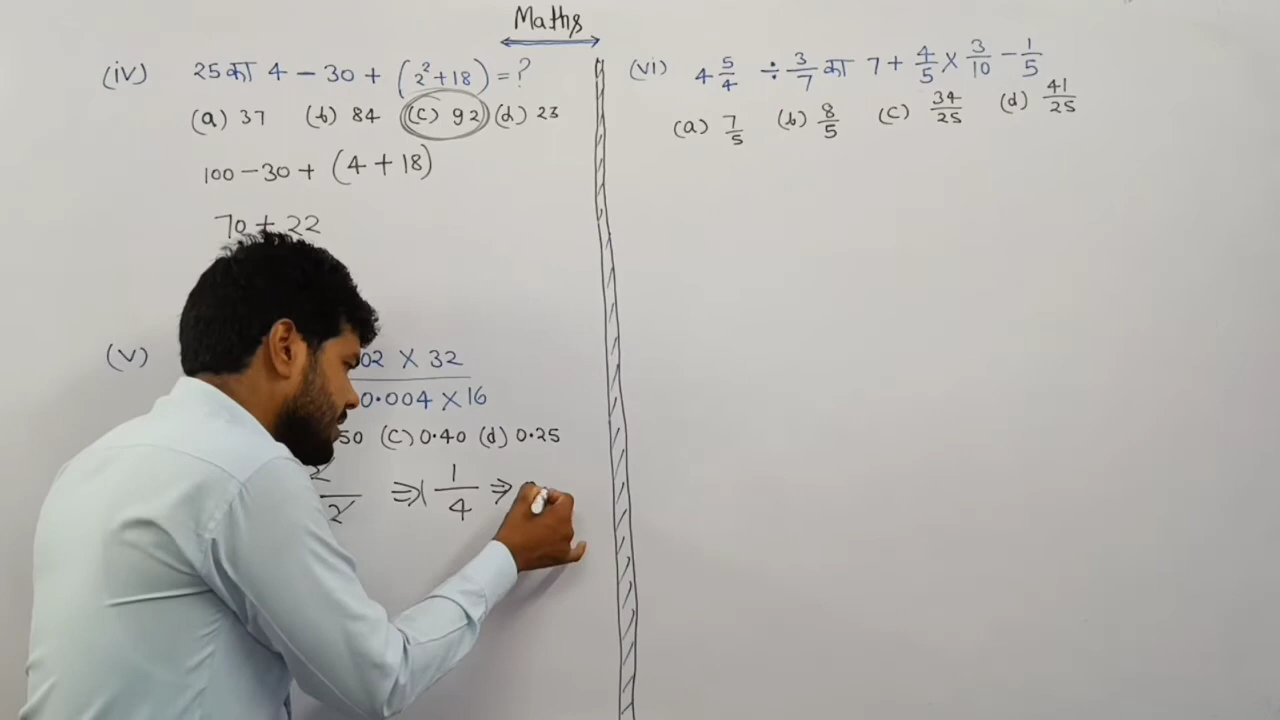 Maths
(iv) 25 का 4 - 30 + (2² + 18) = ?
(a) 37 (b) 84 (c) 92 (d) 23
100 - 30 + (4 + 18)
70 + 22
(v) 02 × 32
0.004 × 16
50 (c) 0.40 (d) 0.25
2
2
⇒ 1/4 ⇒
(vi) 4 5/4 ÷ 3/7 का 7 + 4/5 × 3/10 - 1/5
(a) 7/5 (b) 8/5 (c) 34/25 (d) 41/25